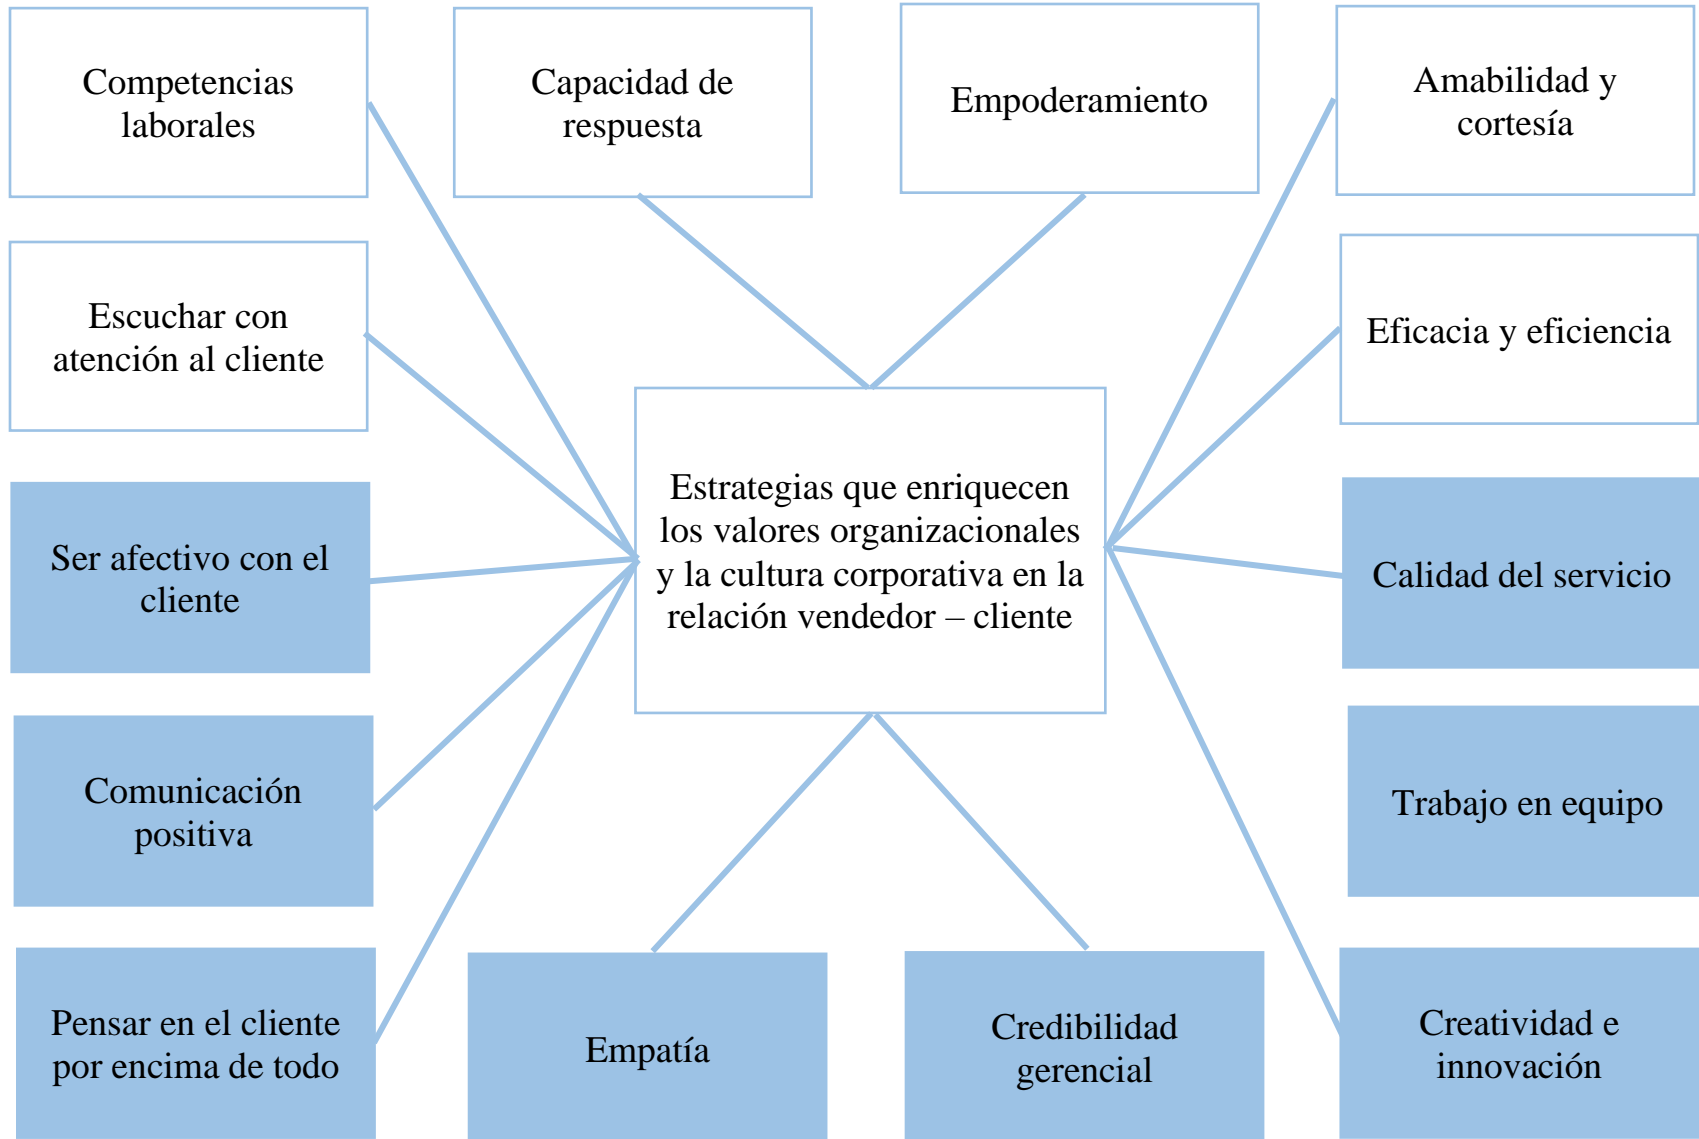 Competencias
laborales
Capacidad de
respuesta
Empoderamiento
Amabilidad y
cortesía
Escuchar con
atención al cliente
Eficacia y eficiencia
Estrategias que enriquecen
los valores organizacionales
y la cultura corporativa en la
relación vendedor – cliente
Ser afectivo con el
cliente
Calidad del servicio
Comunicación
positiva
Trabajo en equipo
Pensar en el cliente
por encima de todo
Empatía
Credibilidad
gerencial
Creatividad e
innovación